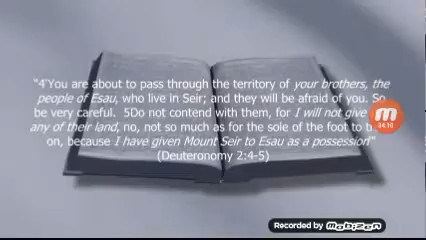 "4'You are about to pass through the territory of your brothers, the
people of Esau, who live in Seir; and they will be afraid of you. So
be very careful.  5Do not contend with them, for I will not give
any of their land, no, not so much as for the sole of the foot to
on, because I have given Mount Seir to Esau as a possession"
(Deuteronomy 2:4-5)
34:10
Recorded by mobizen